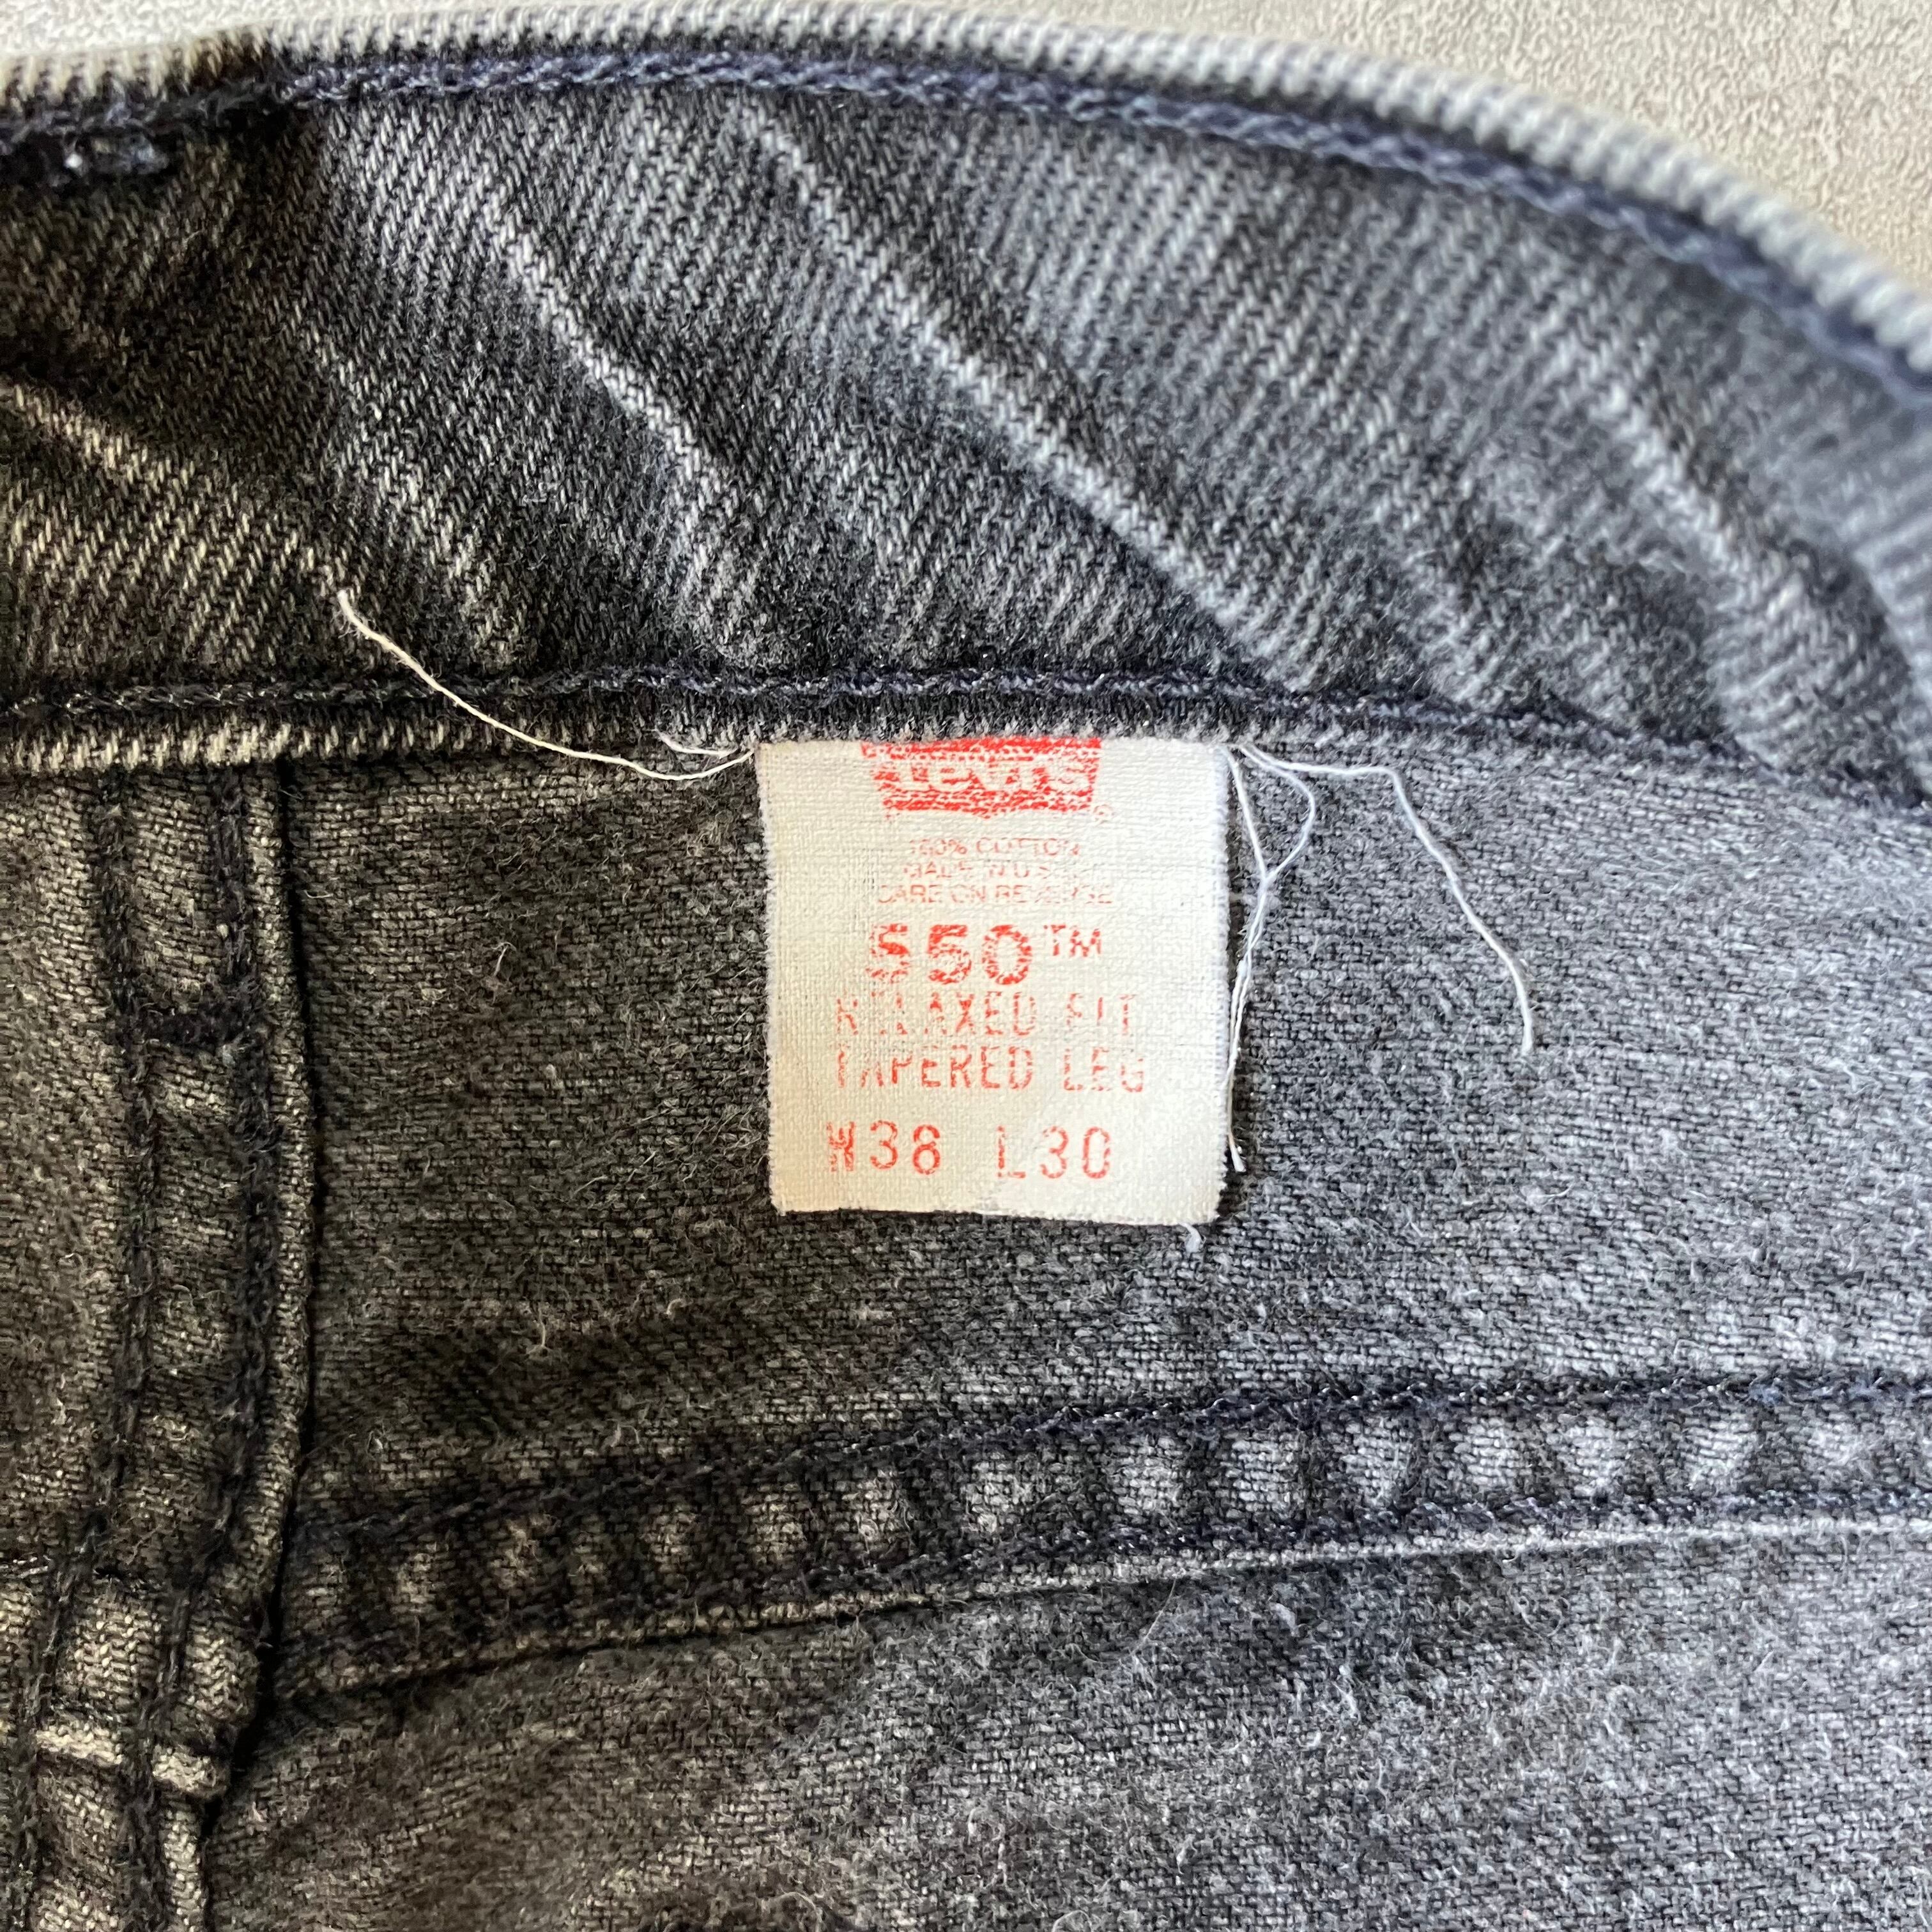 Levi's
®
100% COTTON
MADE IN U.S.A.
CARE ON REVERSE
550™
RELAXED FIT
TAPERED LEG
W38 L30